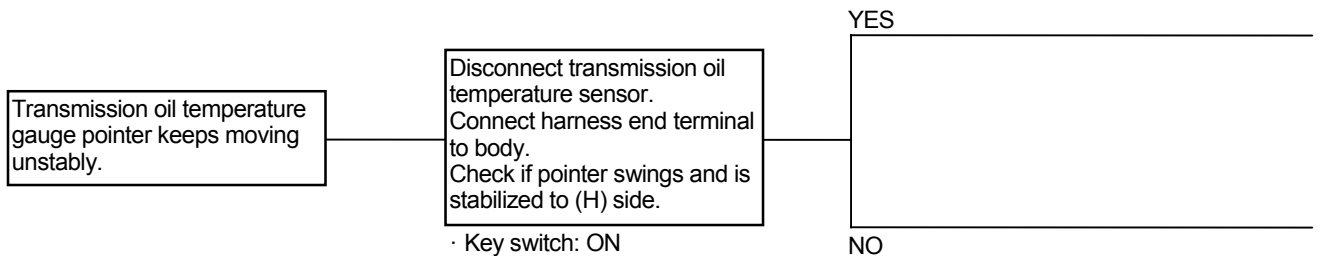 Transmission oil temperature
gauge pointer keeps moving
unstably.
Disconnect transmission oil
temperature sensor.
Connect harness end terminal
to body.
Check if pointer swings and is
stabilized to (H) side.
· Key switch: ON
YES
NO